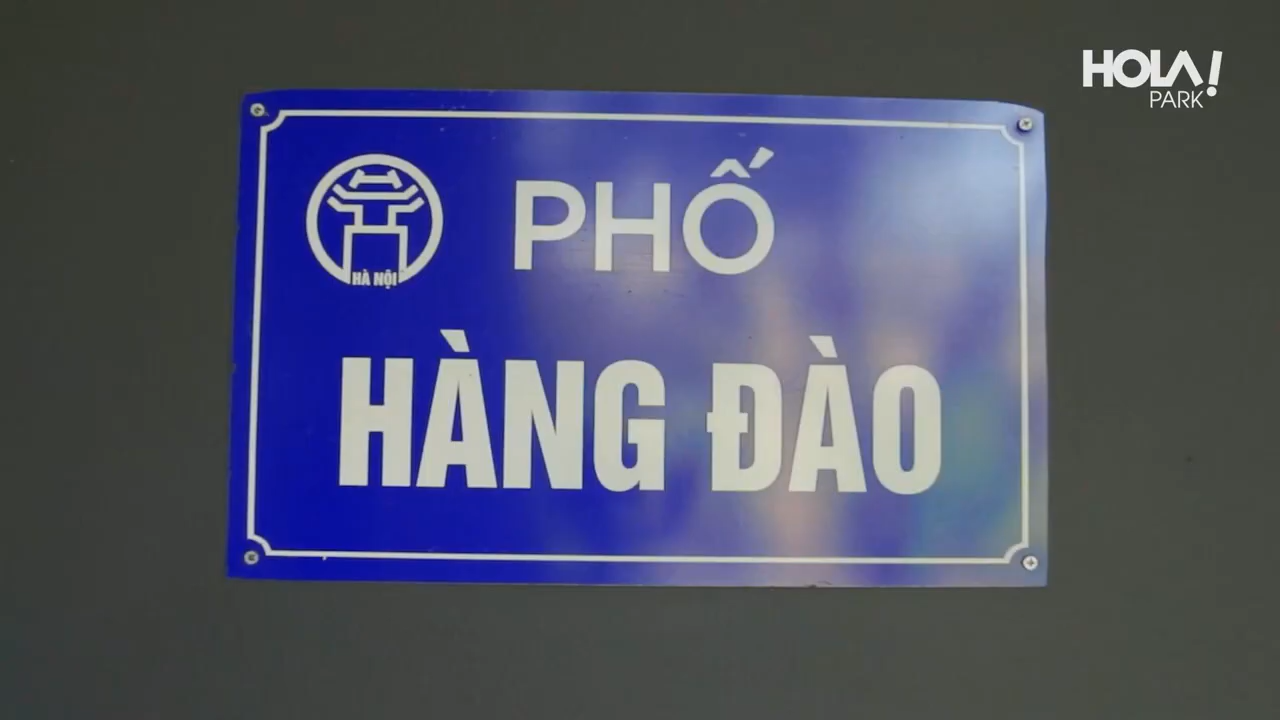 HOLA!
PARK
PHỐ
HÀ NỘI
HÀNG ĐÀO